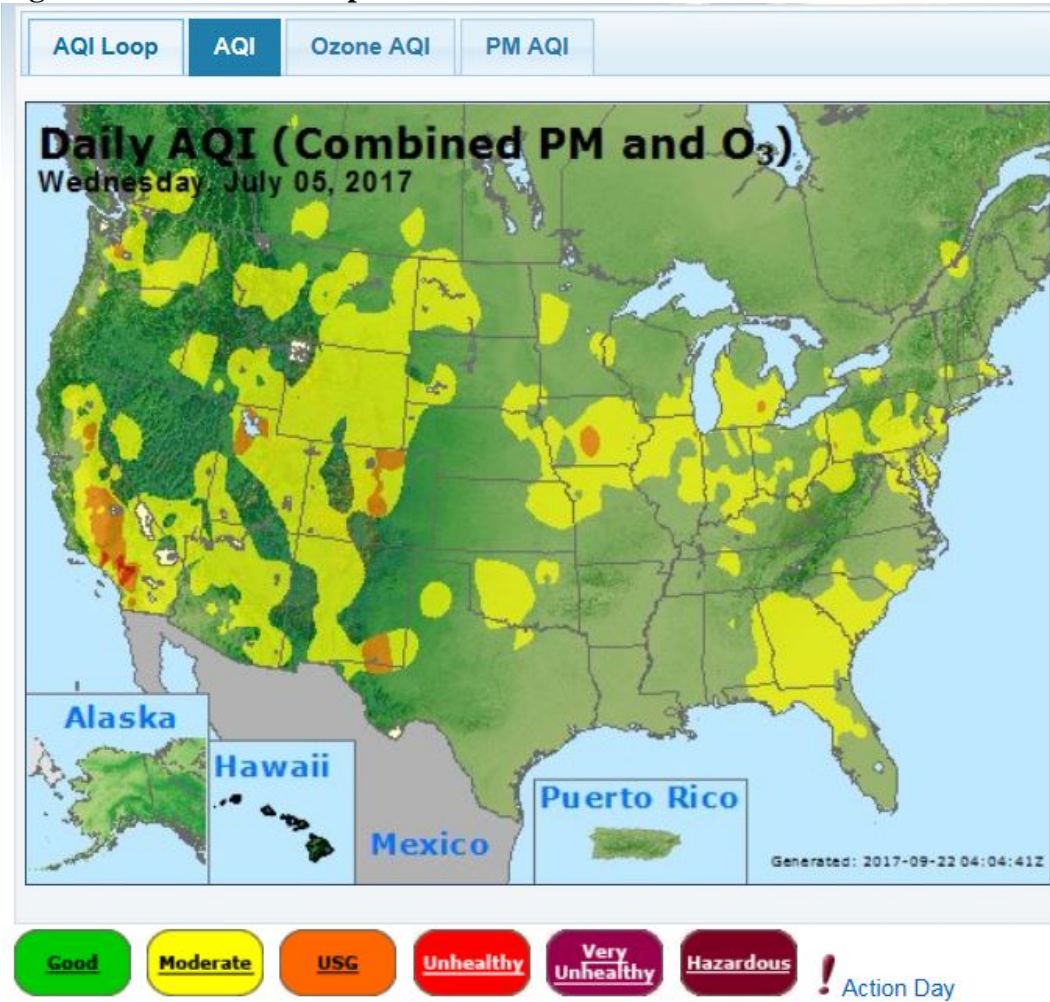 AQI Loop
AQI
Ozone AQI
PM AQI
Daily AQI (Combined PM and O₃)
Wednesday, July 05, 2017
Alaska
Hawaii
Mexico
Puerto Rico
Generated: 2017-09-22 04:04:41Z
Good
Moderate
USG
Unhealthy
Very
Unhealthy
Hazardous
! Action Day